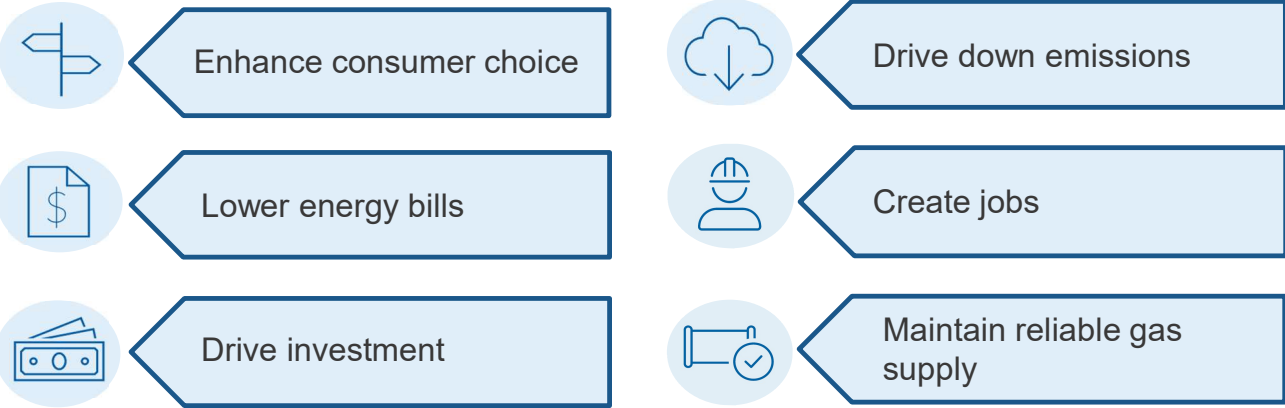 Enhance consumer choice
Drive down emissions
$
Lower energy bills
Create jobs
Drive investment
Maintain reliable gas
supply